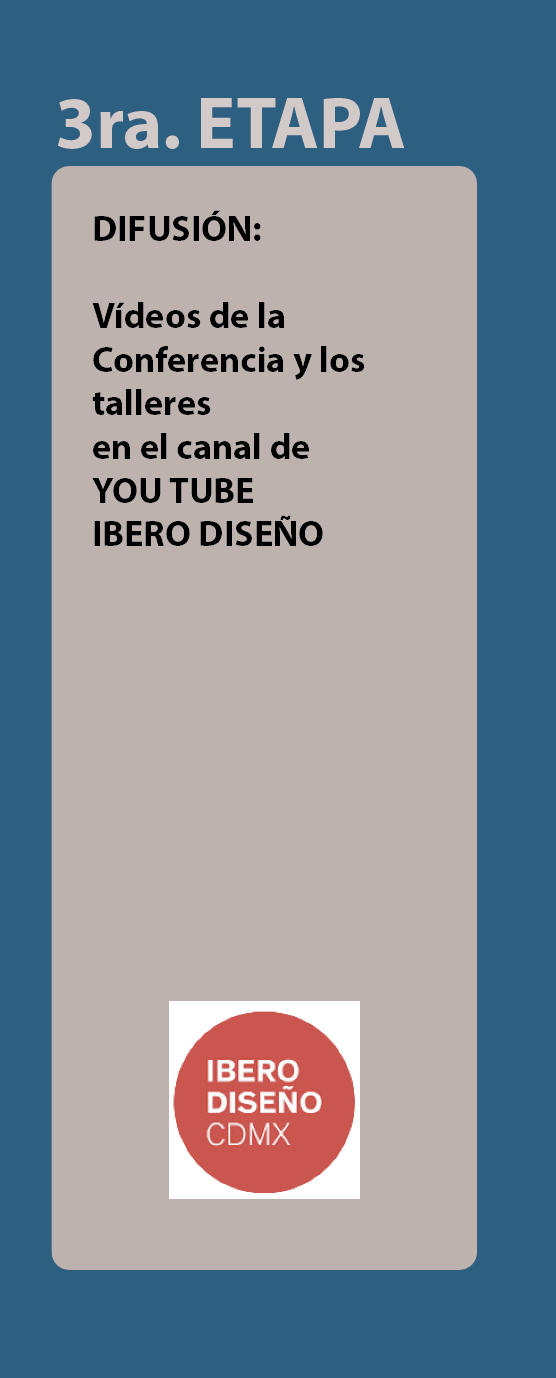 3ra. ETAPA
DIFUSIÓN:
Vídeos de la
Conferencia y los
talleres
en el canal de
YOU TUBE
IBERO DISEÑO
IBERO
DISEÑO
CDMX